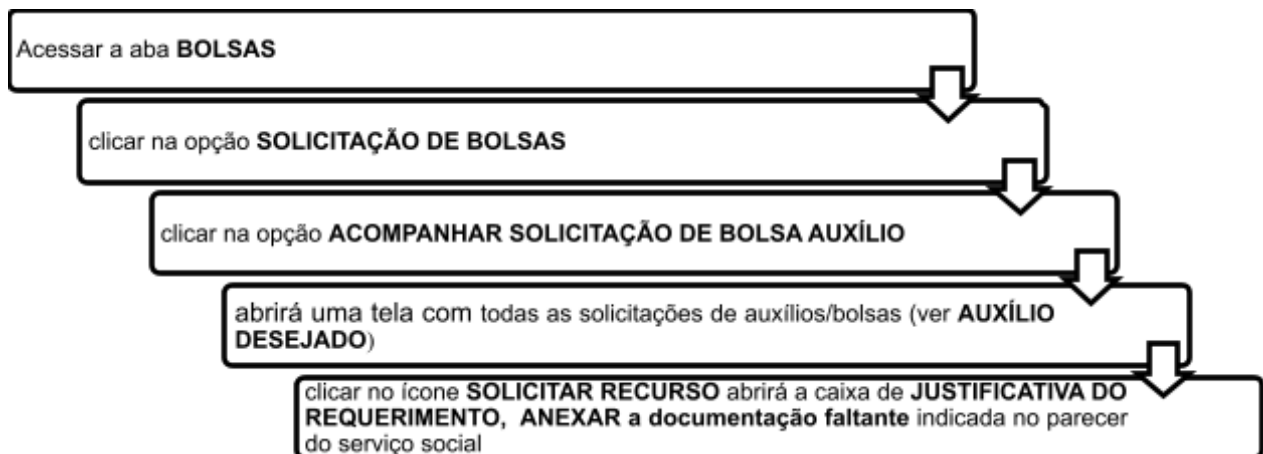 Acessar a aba BOLSAS
clicar na opção SOLICITAÇÃO DE BOLSAS
clicar na opção ACOMPANHAR SOLICITAÇÃO DE BOLSA AUXÍLIO
abrirá uma tela com todas as solicitações de auxílios/bolsas (ver AUXÍLIO
DESEJADO)
clicar no ícone SOLICITAR RECURSO abrirá a caixa de JUSTIFICATIVA DO
REQUERIMENTO, ANEXAR a documentação faltante indicada no parecer
do serviço social